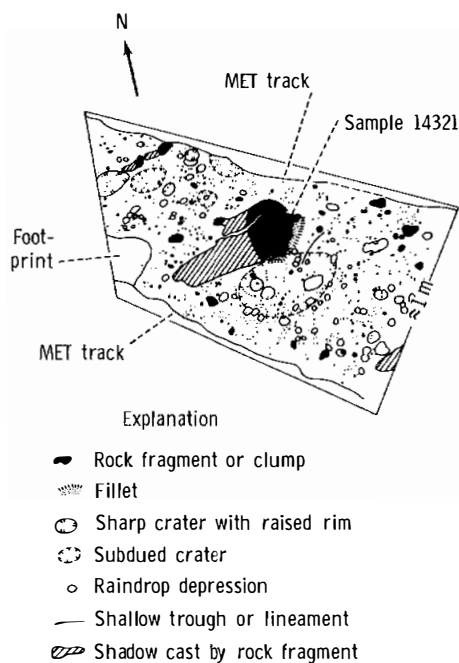 N
MET track
Sample 14321
Foot-
print
≈1m
MET track
Explanation
Rock fragment or clump
Fillet
Sharp crater with raised rim
Subdued crater
Raindrop depression
Shallow trough or lineament
Shadow cast by rock fragment